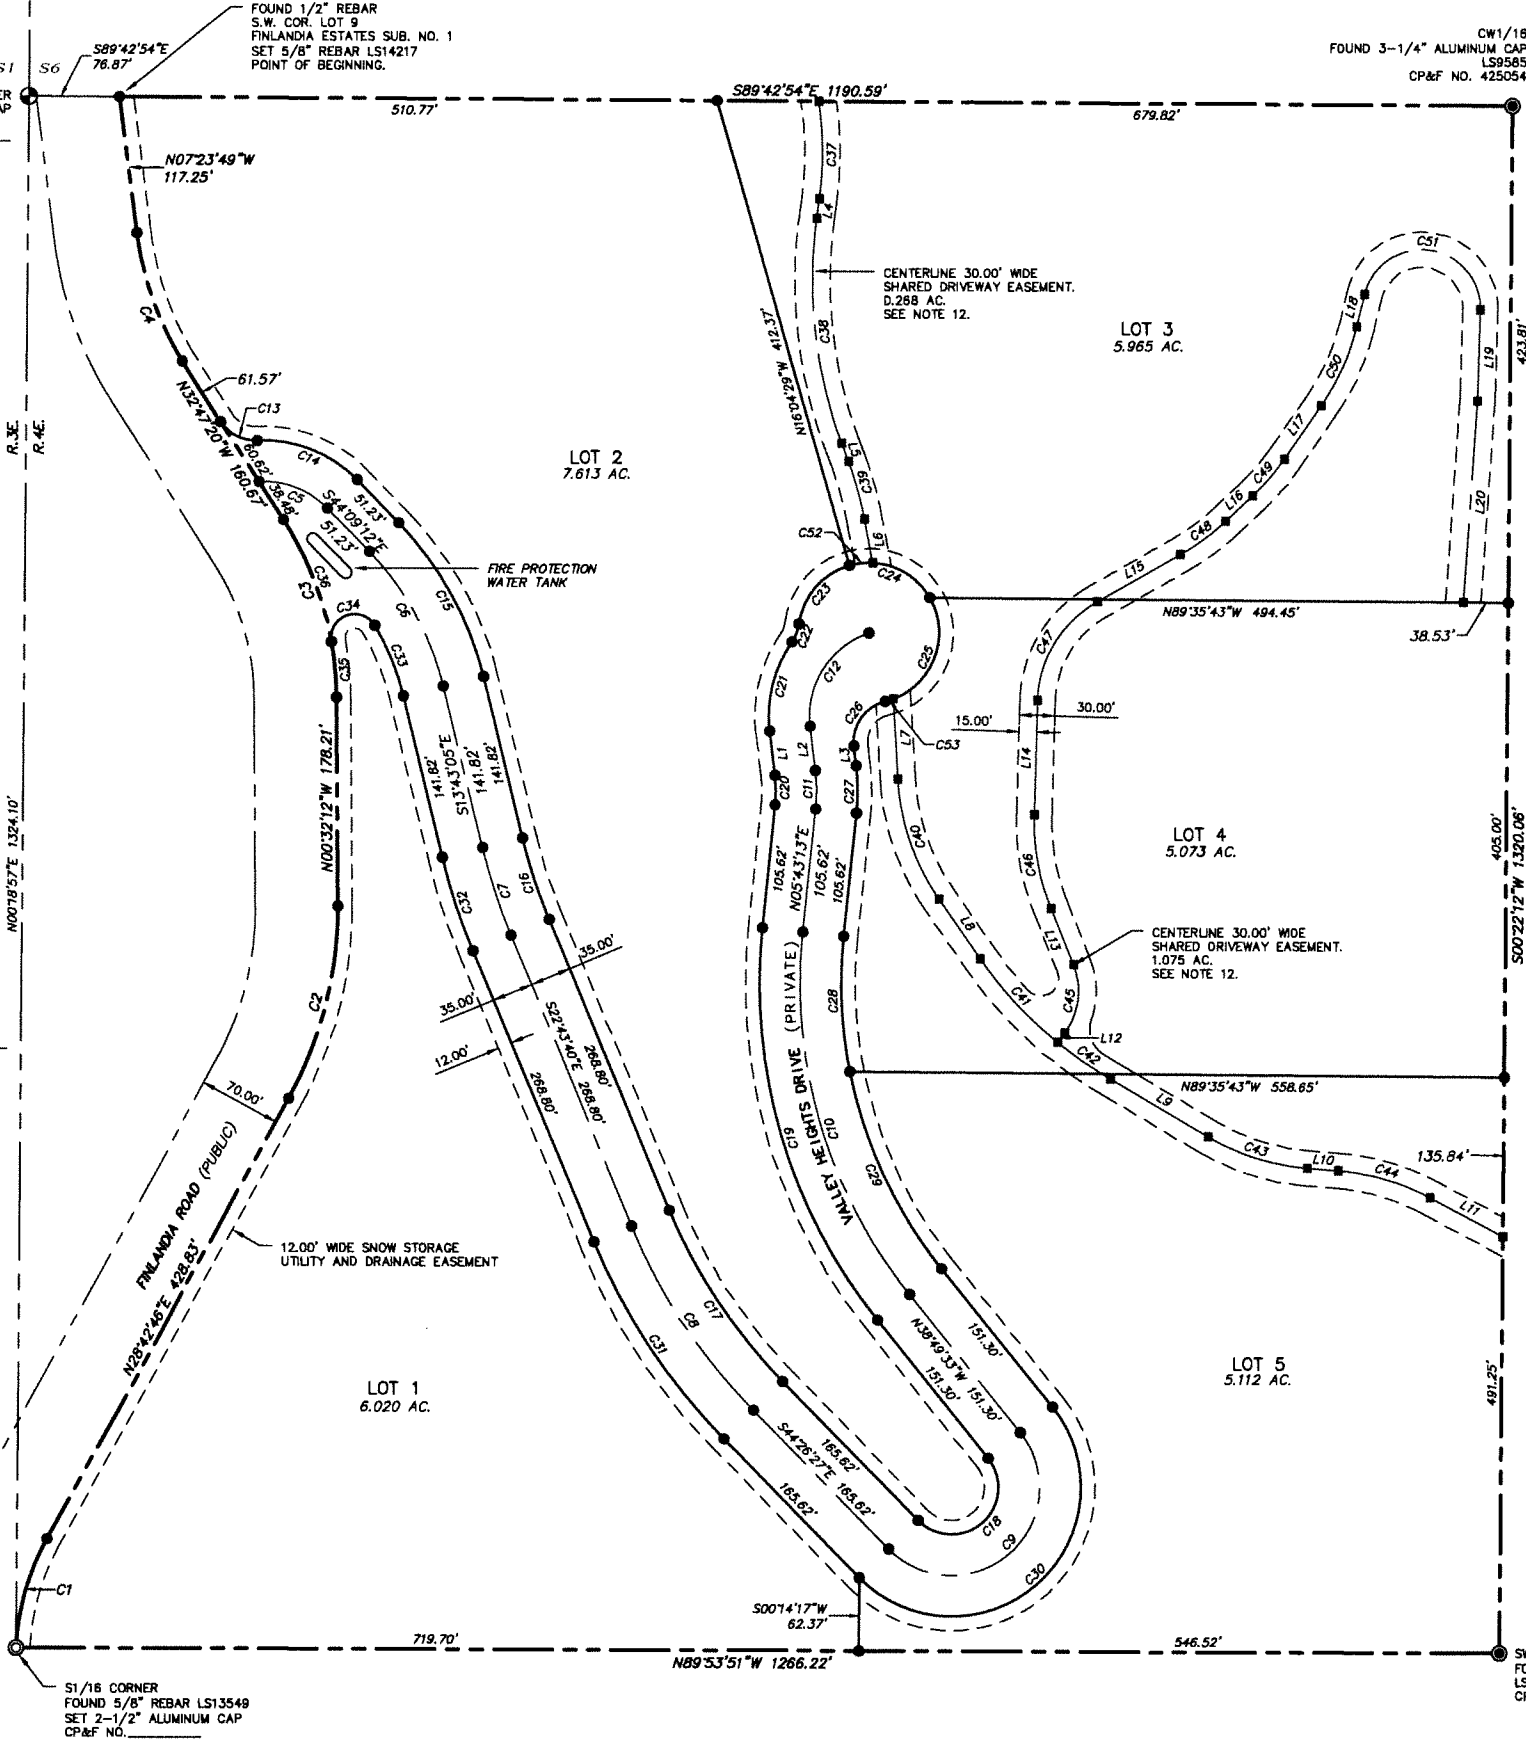 FOUND 1/2" REBAR
S.W. COR. LOT 9
FINLANDIA ESTATES SUB. NO. 1
SET 5/8" REBAR LS14217
POINT OF BEGINNING.
S89°42'54"E
76.87'
S1
S6
ER
AP
CW1/16
FOUND 3-1/4" ALUMINUM CAP
LS9585
CP&F NO. 425054
S89°42'54"E 1190.59'
510.77'
679.82'
N07°23'49"W
117.25'
C37
L4
C4
CENTERLINE 30.00' WIDE
SHARED DRIVEWAY EASEMENT.
0.268 AC.
SEE NOTE 12.
C38
N16°04'29"W 412.37'
LOT 3
5.965 AC.
C51
L18
L19
C50
423.81'
61.57'
C13
N32°47'20"W 160.67'
60.62'
38.48'
R.3E.
R.4E.
C14
C5
51.23'
S44°09'12"E
51.23'
LOT 2
7.613 AC.
L5
C39
L6
L17
C49
L16
C48
L15
L20
FIRE PROTECTION
WATER TANK
C36
C3
C34
C33
C35
C6
C15
C52
C24
C23
C22
C21
C12
C25
C26
C53
N89°35'43"W 494.45'
38.53'
C47
15.00'
30.00'
L14
L1
L2
L3
L7
C20
C11
C27
C40
N00°32'12"W 178.21'
141.82'
S13°43'05"E
141.82'
141.82'
C32
C7
C16
105.62'
N05°43'13"E
105.62'
105.62'
LOT 4
5.073 AC.
405.00'
S00°22'12"W 1320.06'
N00°18'57"E 1324.10'
C46
L13
L8
C45
C41
L12
C42
CENTERLINE 30.00' WIDE
SHARED DRIVEWAY EASEMENT.
1.075 AC.
SEE NOTE 12.
35.00'
35.00'
12.00'
C2
C28
S22°43'40"E 268.80'
268.80'
268.80'
70.00'
N89°35'43"W 558.65'
L9
C43
L10
C44
L11
135.84'
FINLANDIA ROAD (PUBLIC)
N28°42'46"E 428.83'
12.00' WIDE SNOW STORAGE
UTILITY AND DRAINAGE EASEMENT
VALLEY HEIGHTS DRIVE (PRIVATE)
C19
C10
C29
C8
C17
C31
N38°49'33"W 151.30'
151.30'
151.30'
LOT 1
6.020 AC.
LOT 5
5.112 AC.
491.25'
S44°26'27"E 165.62'
165.62'
165.62'
C18
C9
C30
C1
S00°14'17"W
62.37'
719.70'
N89°53'51"W 1266.22'
546.52'
S1/16 CORNER
FOUND 5/8" REBAR LS13549
SET 2-1/2" ALUMINUM CAP
CP&F NO.
SW
FO
LS
CP